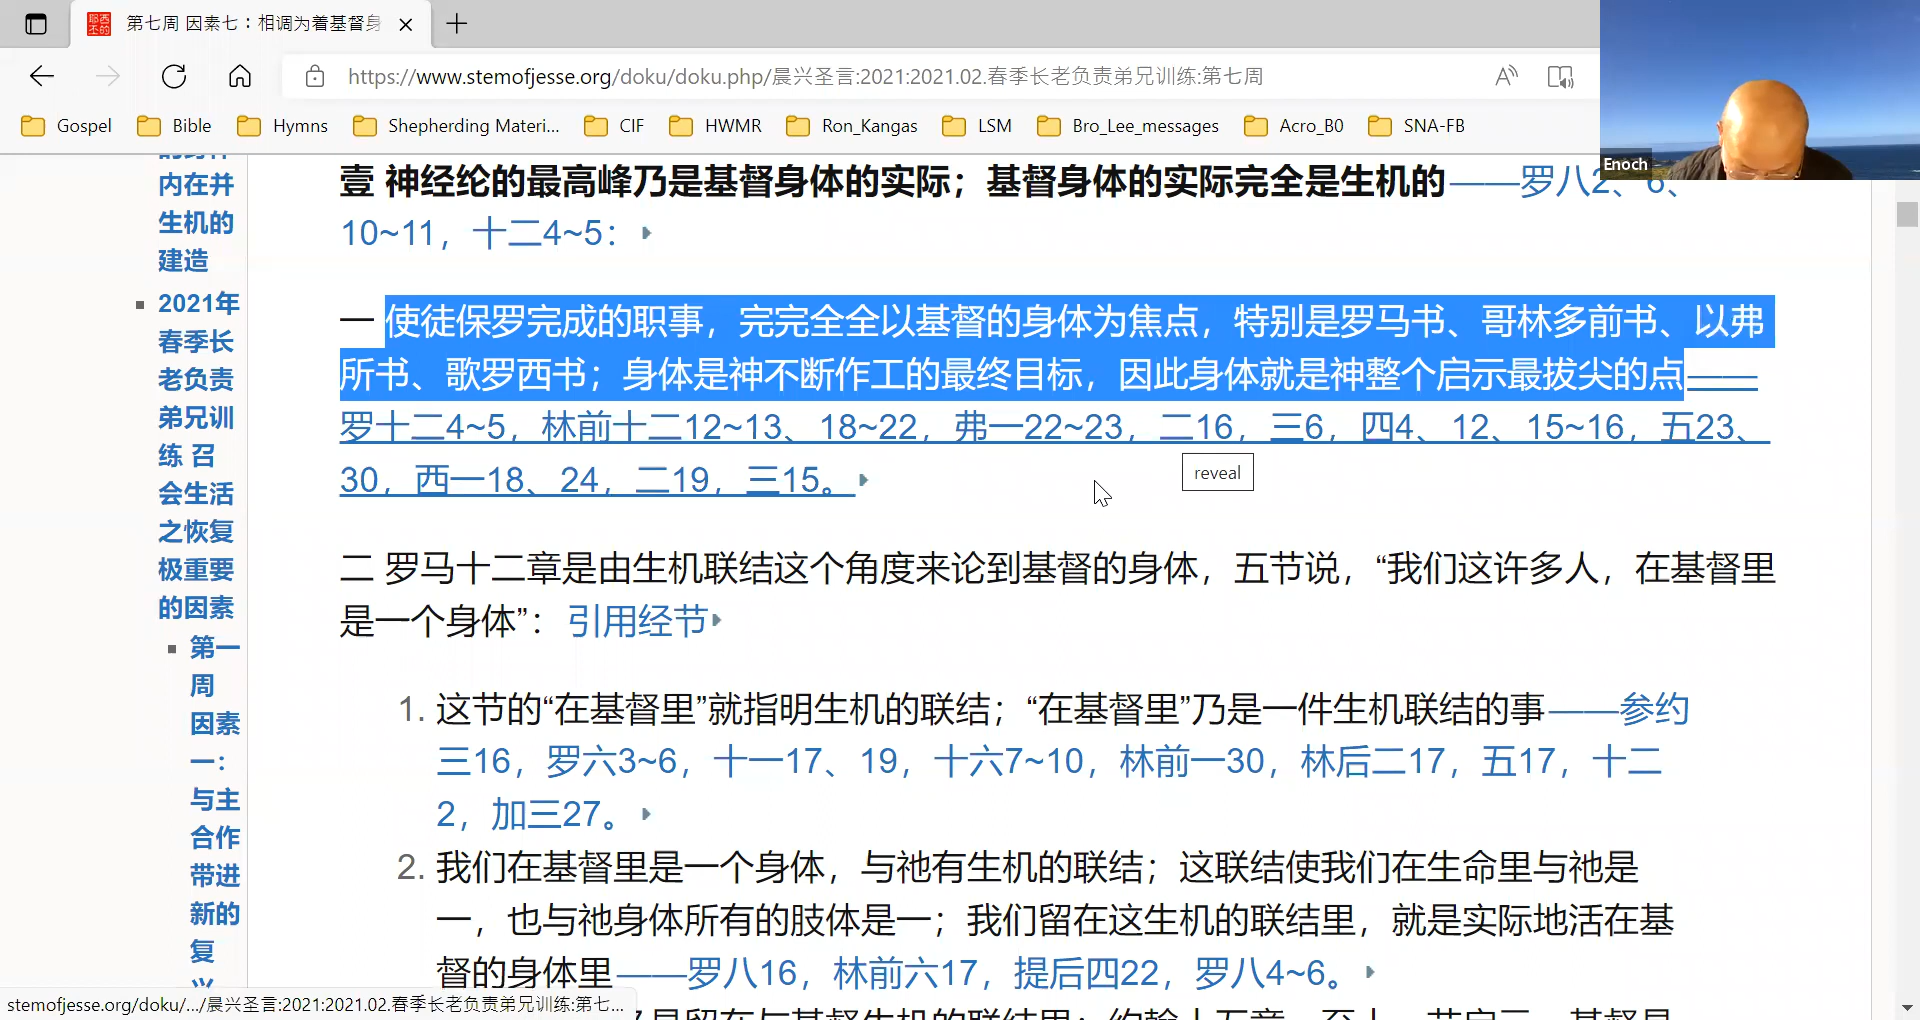 第七周 因素七：相调为着基督身
https://www.stemofjesse.org/doku/doku.php/晨兴圣言:2021:2021.02.春季长老负责弟兄训练:第七周
Gospel Bible Hymns Shepherding Materi... CIF HWMR Ron_Kangas LSM Bro_Lee_messages Acro_B0 SNA-FB
Enoch
内在并
生机的
建造
2021年
春季长
老负责
弟兄训
练 召
会生活
之恢复
极重要
的因素
第一
周
因素
一：
与主
合作
带进
新的
复
壹 神经纶的最高峰乃是基督身体的实际；基督身体的实际完全是生机的——罗八2、6、
10~11，十二4~5：
一 使徒保罗完成的职事，完完全全以基督的身体为焦点，特别是罗马书、哥林多前书、以弗
所书、歌罗西书；身体是神不断作工的最终目标，因此身体就是神整个启示最拔尖的点——
罗十二4~5，林前十二12~13、18~22，弗一22~23，二16，三6，四4、12、15~16，五23、
30，西一18、24，二19，三15。
reveal
二 罗马十二章是由生机联结这个角度来论到基督的身体，五节说，“我们这许多人，在基督里
是一个身体”： 引用经节
1. 这节的“在基督里”就指明生机的联结；“在基督里”乃是一件生机联结的事——参约
三16，罗六3~6，十一17、19，十六7~10，林前一30，林后二17，五17，十二
2，加三27。
2. 我们在基督里是一个身体，与祂有生机的联结；这联结使我们在生命里与祂是
一，也与祂身体所有的肢体是一；我们留在这生机的联结里，就是实际地活在基
督的身体里——罗八16，林前六17，提后四22，罗八4~6。
stemofjesse.org/doku/.../晨兴圣言:2021:2021.02.春季长老负责弟兄训练:第七...